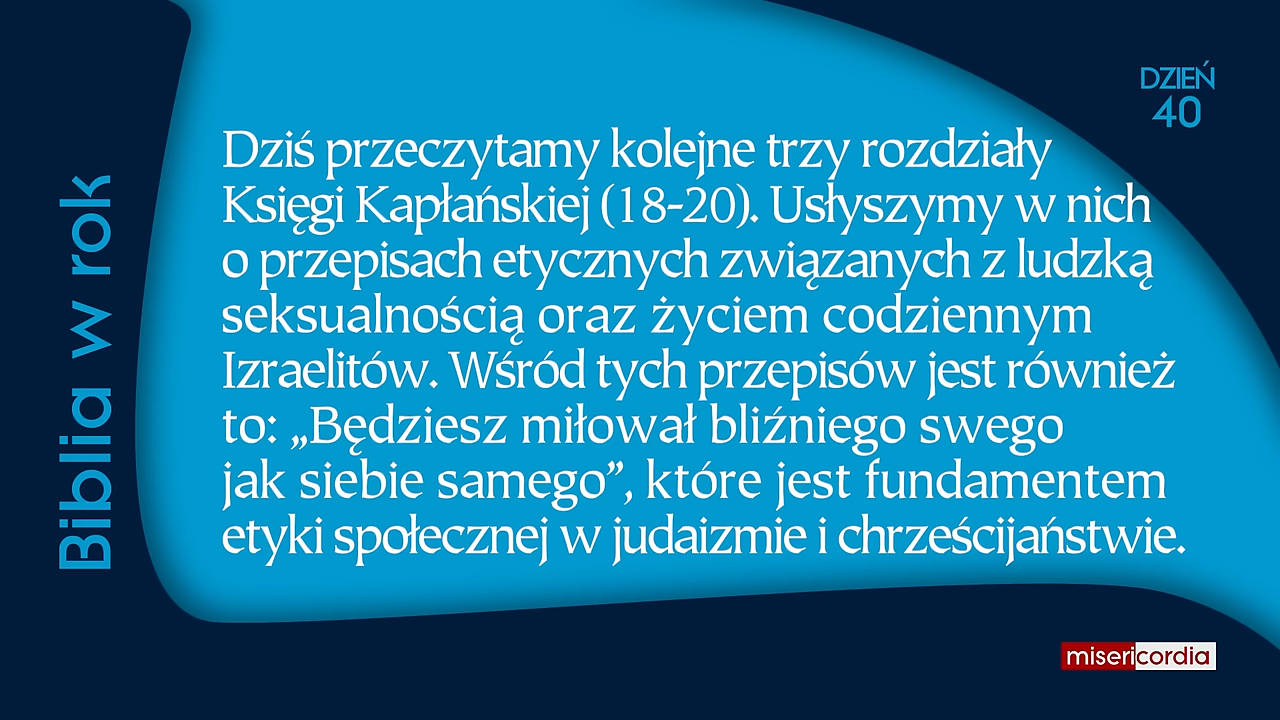 Biblia w rok
DZIEŃ
40
Dziś przeczytamy kolejne trzy rozdziały
Księgi Kapłańskiej (18-20). Usłyszymy w nich
o przepisach etycznych związanych z ludzką
seksualnością oraz życiem codziennym
Izraelitów. Wśród tych przepisów jest również
to: „Będziesz miłował bliźniego swego
jak siebie samego”, które jest fundamentem
etyki społecznej w judaizmie i chrześcijaństwie.
misericordia